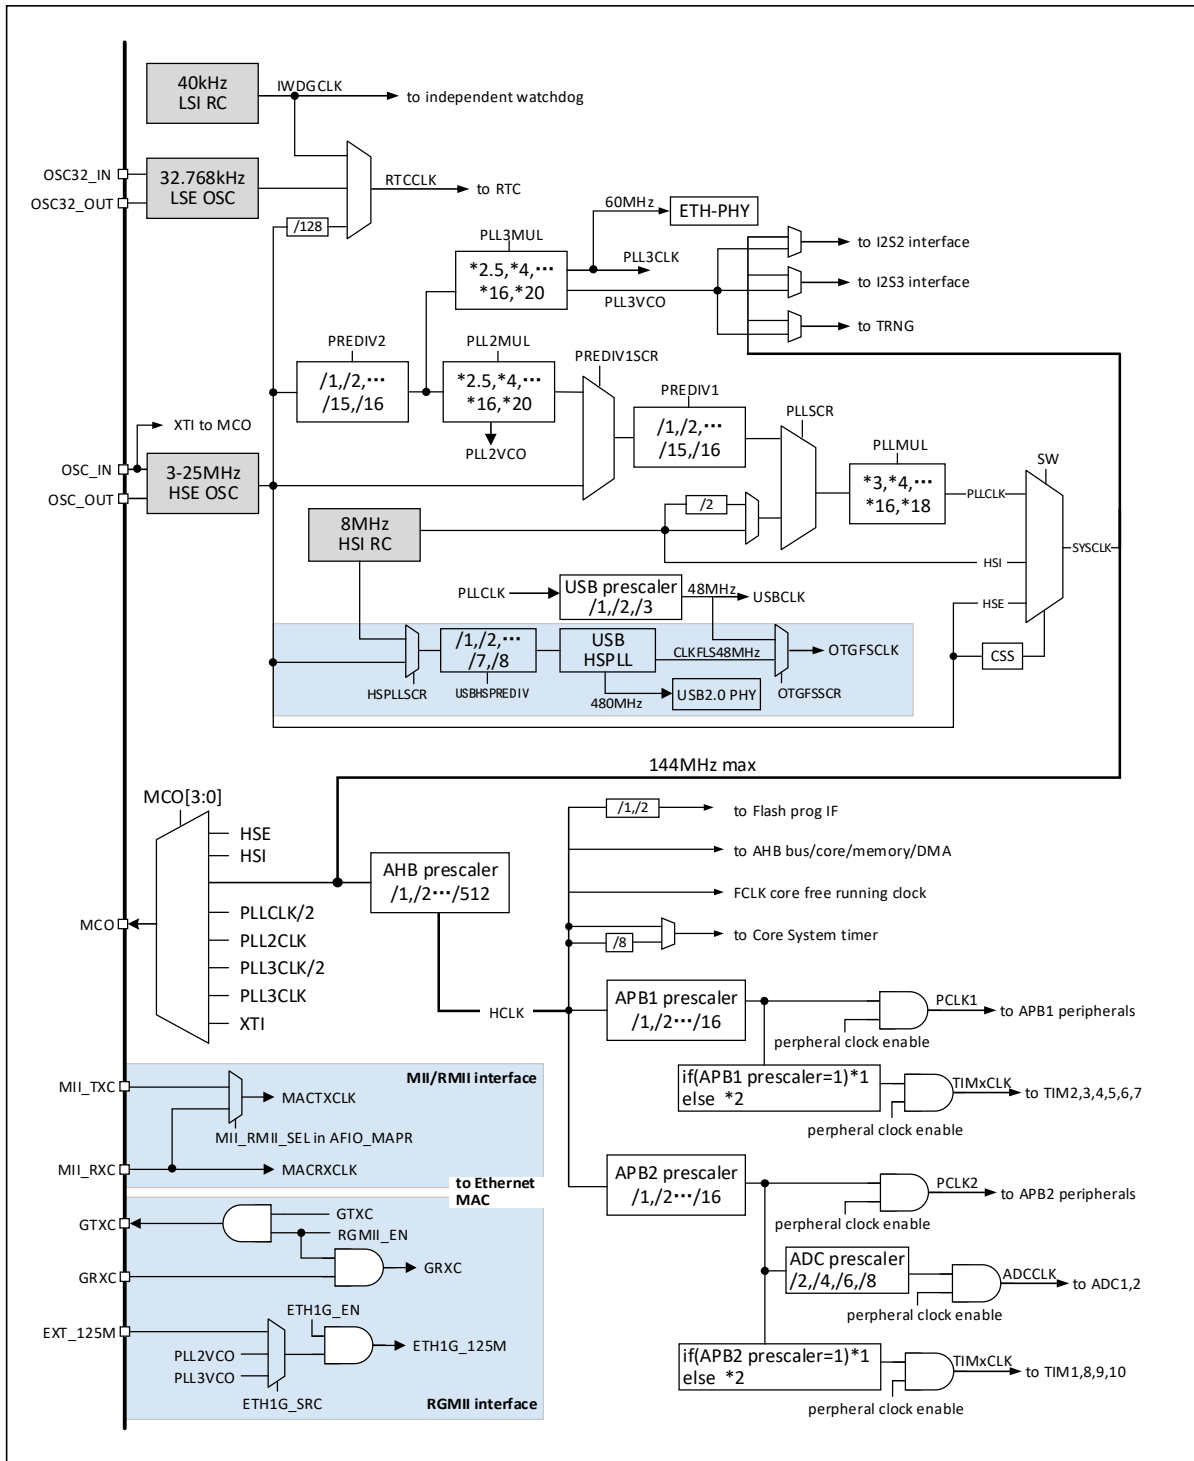 40kHz
LSI RC
IWDGCLK
to independent watchdog
OSC32_IN
OSC32_OUT
32.768kHz
LSE OSC
RTCCLK
to RTC
/128
60MHz
ETH-PHY
PLL3MUL
*2.5,*4,···
*16,*20
PLL3CLK
PLL3VCO
to I2S2 interface
to I2S3 interface
to TRNG
PREDIV2
/1,/2,···
/15,/16
PLL2MUL
*2.5,*4,···
*16,*20
PLL2VCO
PREDIV1SCR
PREDIV1
/1,/2,···
/15,/16
PLLSCR
PLLMUL
*3,*4,···
*16,*18
PLLCLK
SW
XTI to MCO
OSC_IN
OSC_OUT
3-25MHz
HSE OSC
8MHz
HSI RC
/2
HSI
SYSCLK
HSE
CSS
PLLCLK
USB prescaler
/1,/2,/3
48MHz
USBCLK
/1,/2,···
/7,/8
USB
HSPLL
CLKFLS48MHz
OTGFSCLK
HSPLLSCR
USBHSPREDIV
480MHz
USB2.0 PHY
OTGFSSCR
144MHz max
MCO[3:0]
HSE
HSI
PLLCLK/2
PLL2CLK
PLL3CLK/2
PLL3CLK
XTI
MCO
AHB prescaler
/1,/2···/512
HCLK
/1,/2
to Flash prog IF
to AHB bus/core/memory/DMA
FCLK core free running clock
/8
to Core System timer
APB1 prescaler
/1,/2···/16
PCLK1
to APB1 peripherals
perpheral clock enable
if(APB1 prescaler=1)*1
else *2
TIMxCLK
to TIM2,3,4,5,6,7
perpheral clock enable
APB2 prescaler
/1,/2···/16
PCLK2
to APB2 peripherals
perpheral clock enable
ADC prescaler
/2,/4,/6,/8
ADCCLK
to ADC1,2
perpheral clock enable
if(APB2 prescaler=1)*1
else *2
TIMxCLK
to TIM1,8,9,10
perpheral clock enable
MII/RMII interface
MII_TXC
MACTXCLK
MII_RMII_SEL in AFIO_MAPR
MII_RXC
MACRXCLK
to Ethernet
MAC
GTXC
GTXC
RGMII_EN
GRXC
GRXC
ETH1G_EN
EXT_125M
PLL2VCO
PLL3VCO
ETH1G_125M
ETH1G_SRC
RGMII interface